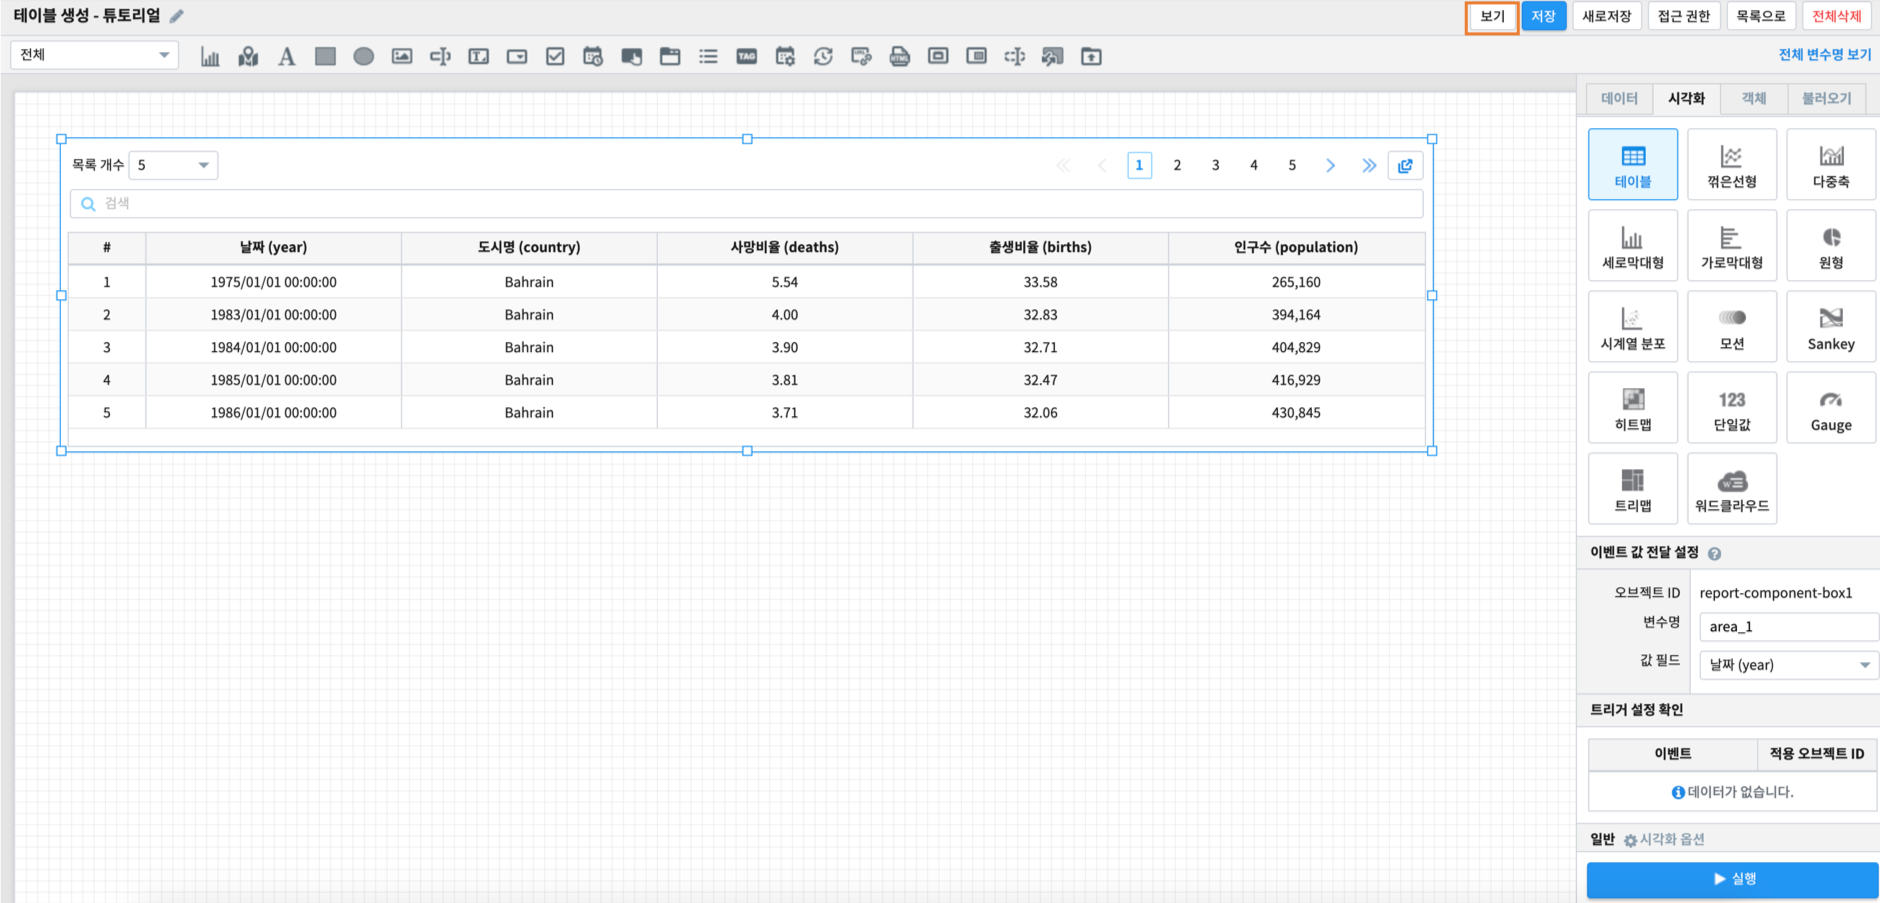 테이블 생성 - 튜토리얼
보기 저장 새로저장 접근 권한 목록으로 전체삭제
전체
A
TAG
HTML
전체 변수명 보기
데이터 시각화 객체 불러오기
목록 개수 5
1 2 3 4 5
검색
# 날짜 (year) 도시명 (country) 사망비율 (deaths) 출생비율 (births) 인구수 (population)
1 1975/01/01 00:00:00 Bahrain 5.54 33.58 265,160
2 1983/01/01 00:00:00 Bahrain 4.00 32.83 394,164
3 1984/01/01 00:00:00 Bahrain 3.90 32.71 404,829
4 1985/01/01 00:00:00 Bahrain 3.81 32.47 416,929
5 1986/01/01 00:00:00 Bahrain 3.71 32.06 430,845
테이블 꺾은선형 다중축
세로막대형 가로막대형 원형
시계열 분포 모션 Sankey
123
히트맵 단일값 Gauge
W
트리맵 워드클라우드
이벤트 값 전달 설정 ?
오브젝트 ID report-component-box1
변수명 area_1
값 필드 날짜 (year)
트리거 설정 확인
이벤트 적용 오브젝트 ID
데이터가 없습니다.
일반 시각화 옵션
실행